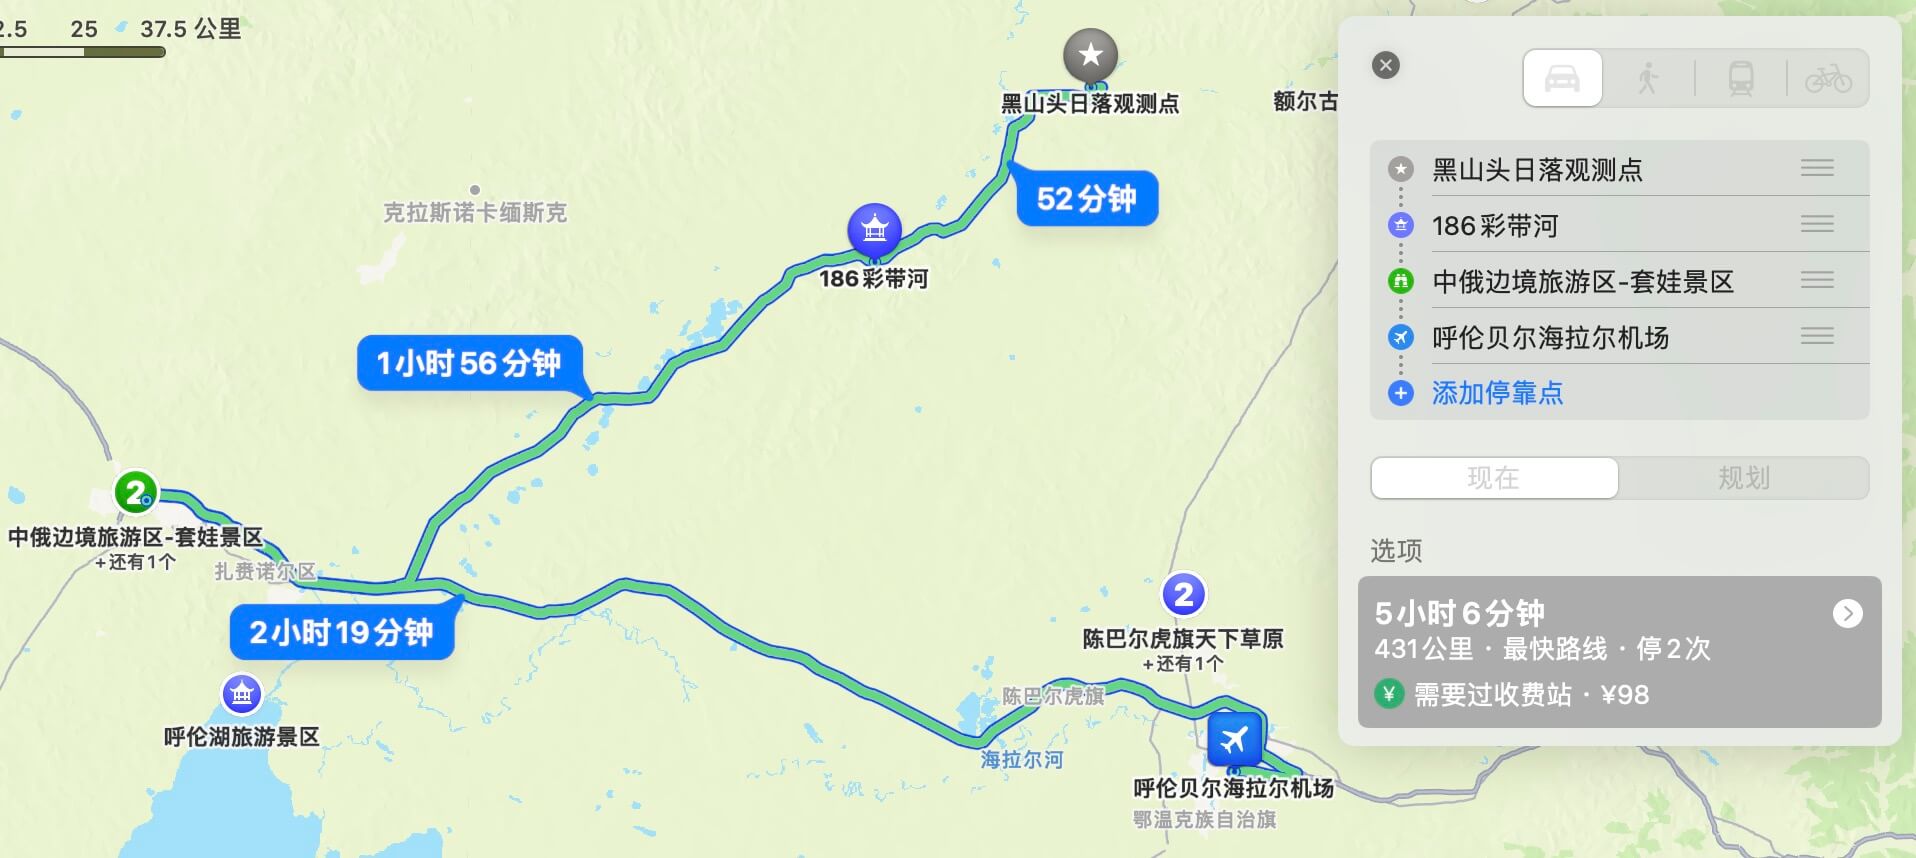 2.5 25 37.5 公里
黑山头日落观测点
额尔古
52分钟
克拉斯诺卡缅斯克
186彩带河
1小时56分钟
2
中俄边境旅游区-套娃景区
+还有1个
扎赉诺尔区
2小时19分钟
呼伦湖旅游景区
2
陈巴尔虎旗天下草原
+还有1个
陈巴尔虎旗
海拉尔河
呼伦贝尔海拉尔机场
鄂温克族自治旗
黑山头日落观测点
186彩带河
中俄边境旅游区-套娃景区
呼伦贝尔海拉尔机场
添加停靠点
现在 规划
选项
5小时6分钟
431公里 · 最快路线 · 停2次
¥ 需要过收费站 · ¥98